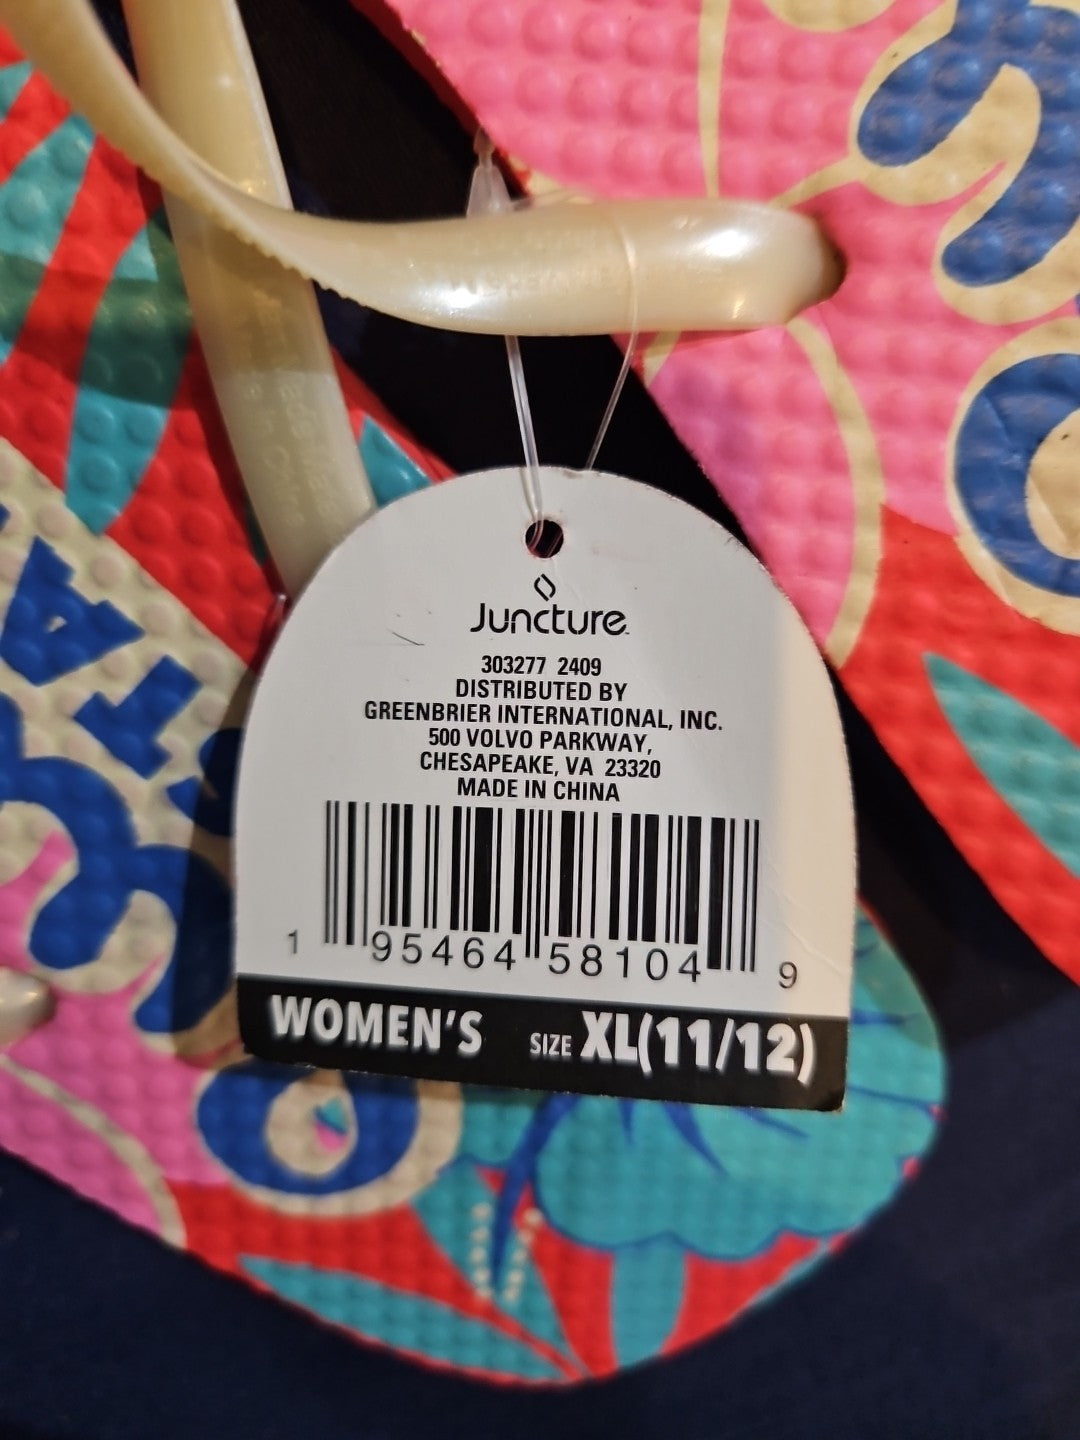 Juncture
303277 2409
DISTRIBUTED BY
GREENBRIER INTERNATIONAL, INC.
500 VOLVO PARKWAY,
CHESAPEAKE, VA 23320
MADE IN CHINA
1 95464 58104 9
WOMEN'S SIZE XL(11/12)